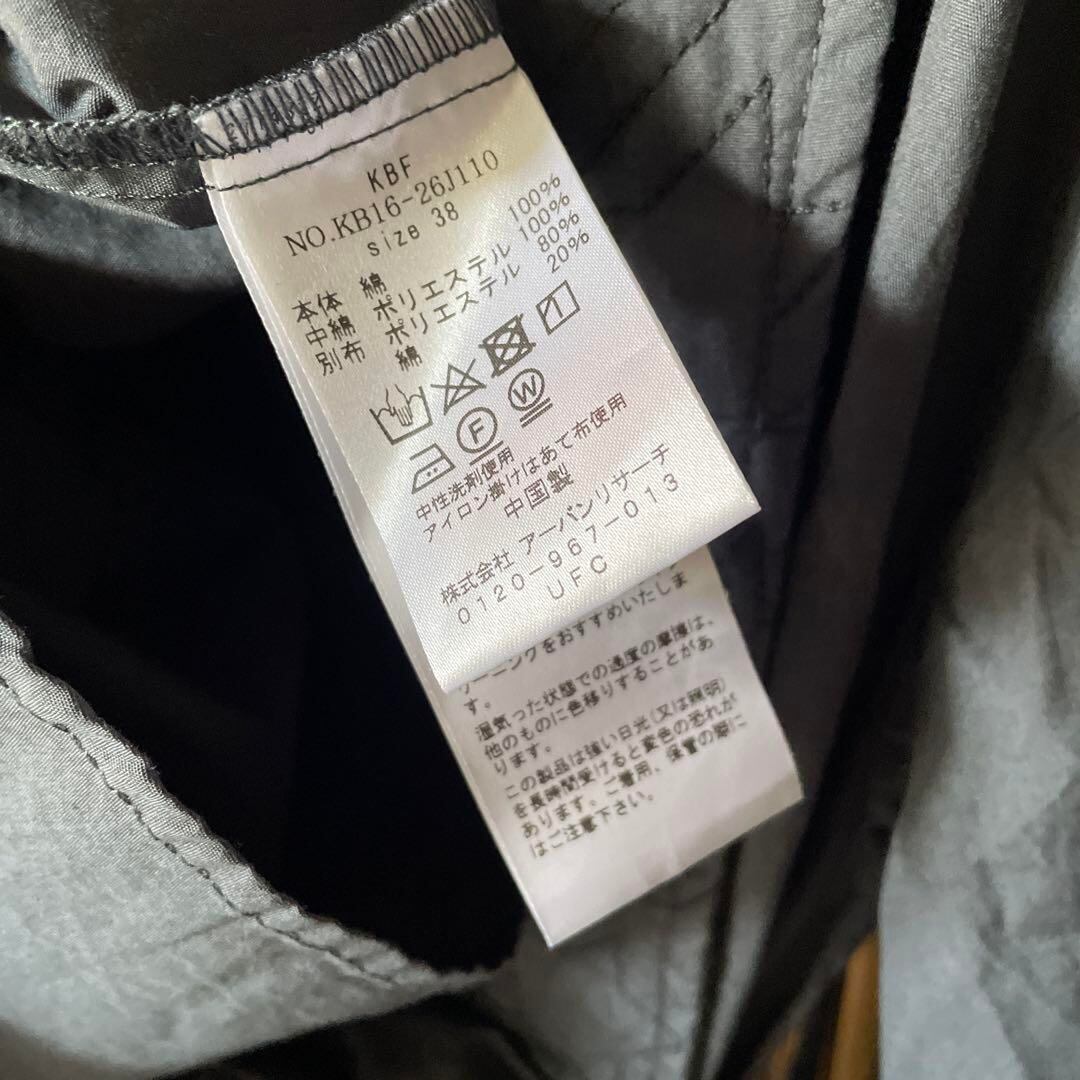 KBF
NO.KB16-26J110
size 38
本体 綿 100%
中綿 ポリエステル 100%
別布 ポリエステル 80%
綿 20%
F
W
中性洗剤使用
アイロン掛けはあて布使用
中国製
株式会社 アーバンリサーチ
0120-967-013
UFC
リーニングをおすすめいたしま
す。
湿気った状態での過度の摩擦は、
他のものに色移りすることがあ
ります。
この製品は強い日光(又は照明)
を長時間受けると変色の恐れが
あります。ご着用、保管の際に
はご注意下さい。